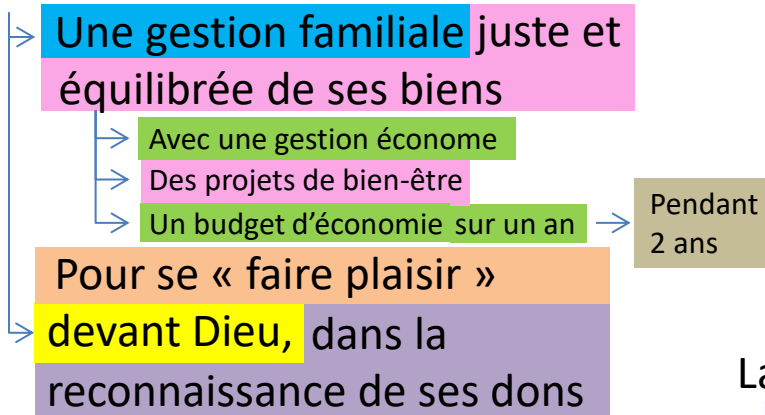 Une gestion familiale juste et
équilibrée de ses biens
Avec une gestion économe
Des projets de bien-être
Un budget d’économie sur un an
Pendant
2 ans
Pour se « faire plaisir »
devant Dieu, dans la
reconnaissance de ses dons
La